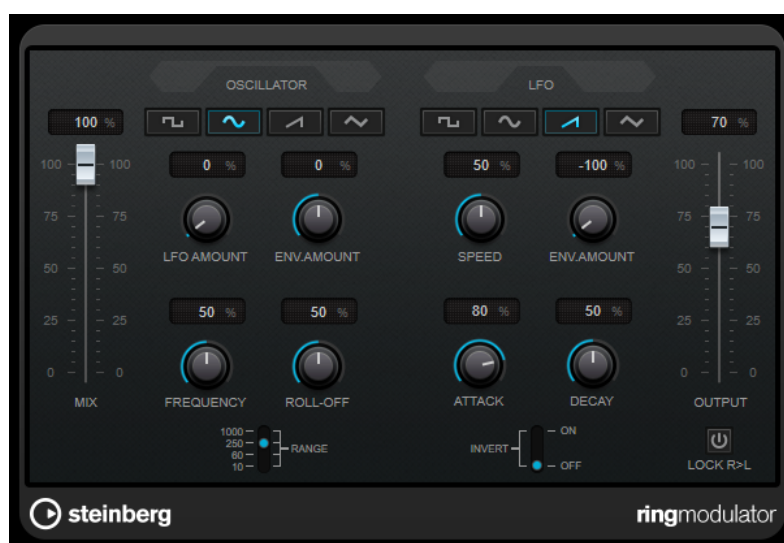 OSCILLATOR LFO
100 % 70 %
0 % 0 % 50 % -100 %
100 100 100 100
75 75 75 75
LFO AMOUNT ENV.AMOUNT SPEED ENV.AMOUNT
50 50 50 50
50 % 50 % 80 % 50 %
25 25 25 25
0 0 0 0
MIX FREQUENCY ROLL-OFF ATTACK DECAY OUTPUT
1000
250
60
10
RANGE
INVERT
ON
OFF
LOCK R>L
steinberg ringmodulator